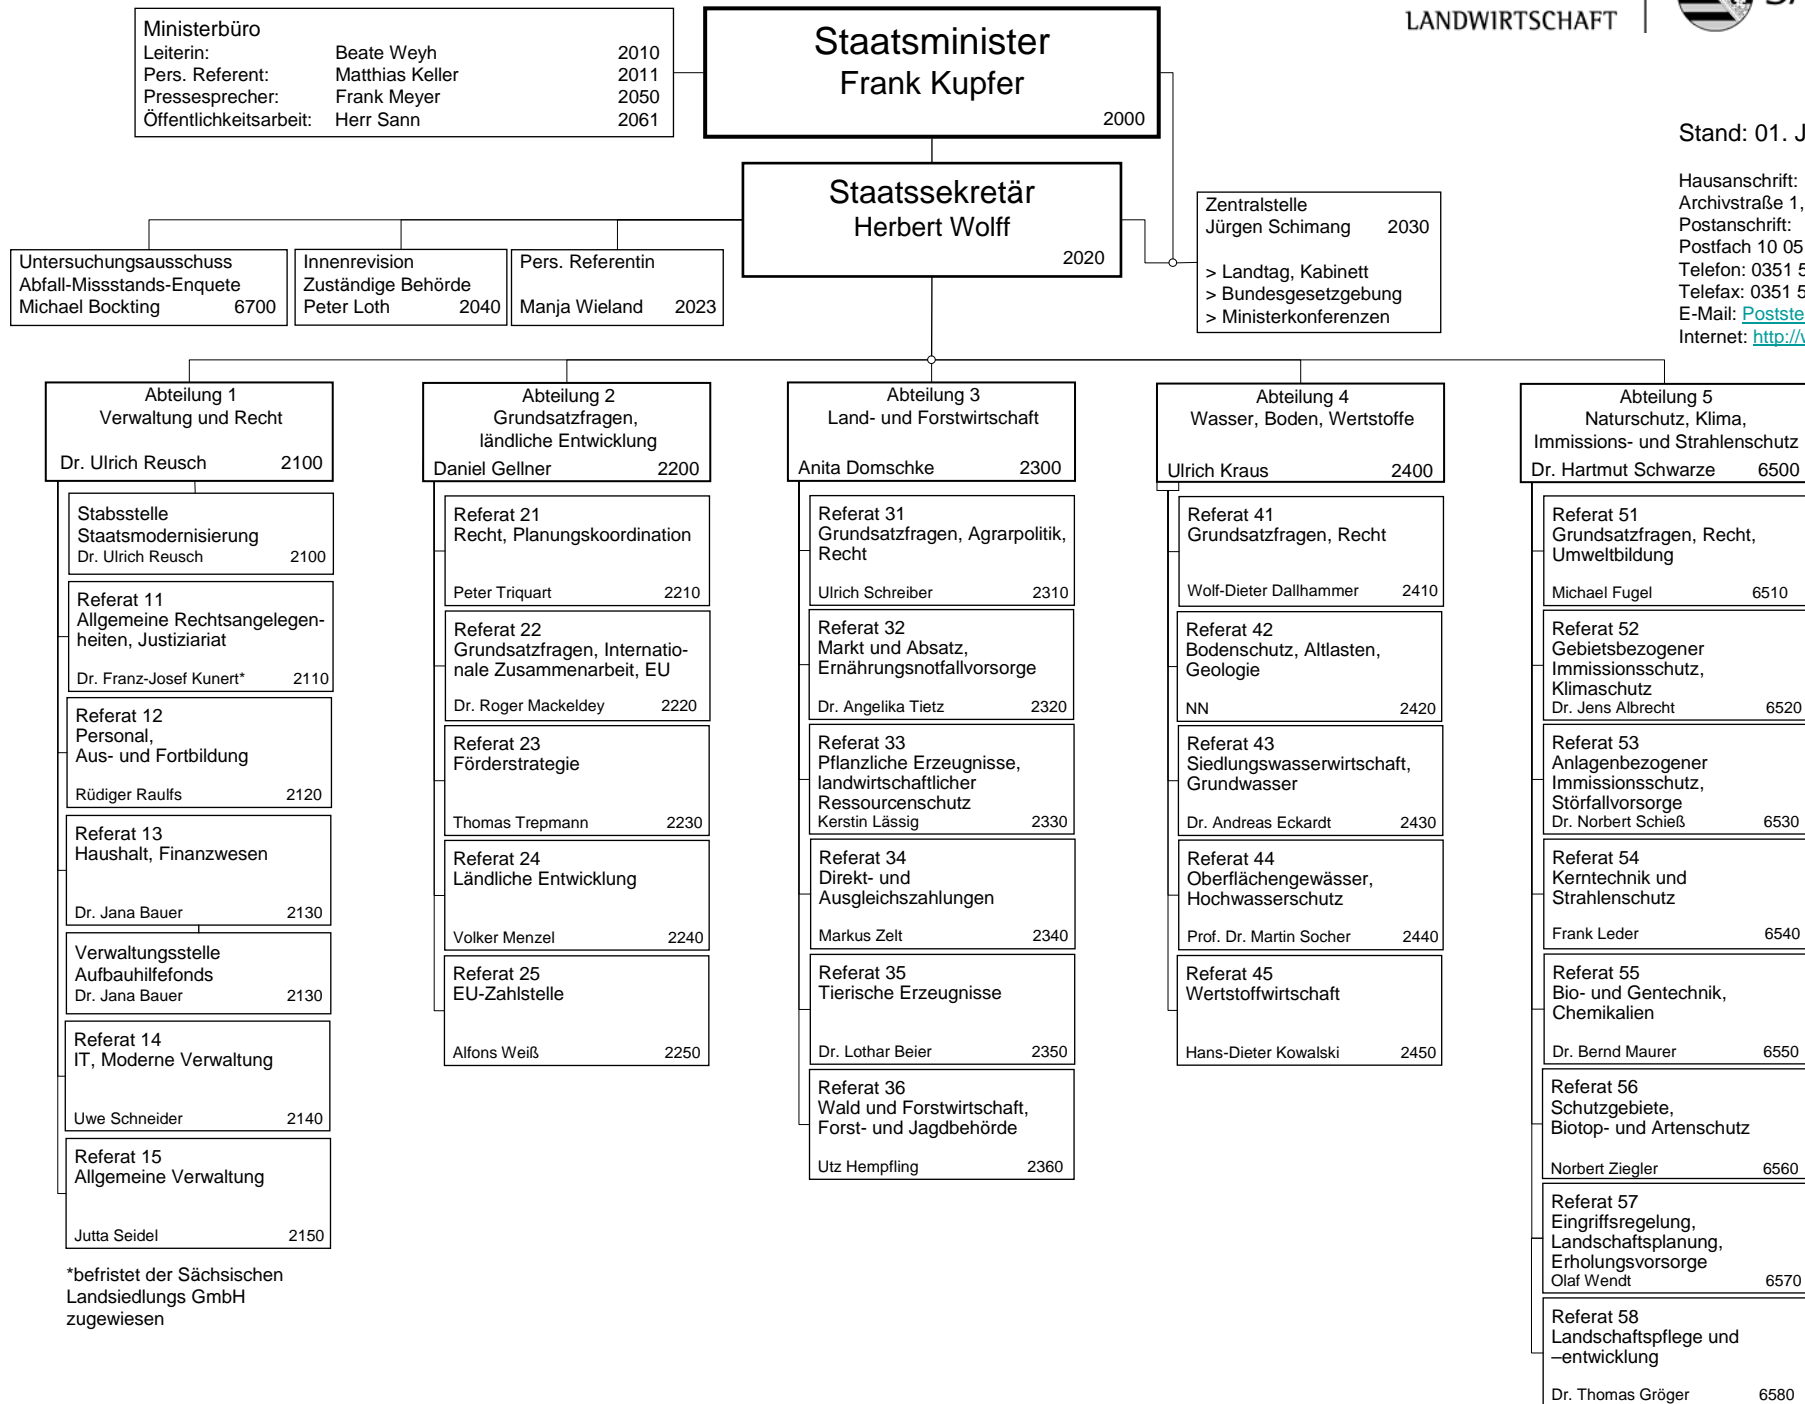 LANDWIRTSCHAFT
Ministerbüro
Leiterin: Beate Weyh 2010
Pers. Referent: Matthias Keller 2011
Pressesprecher: Frank Meyer 2050
Öffentlichkeitsarbeit: Herr Sann 2061
Staatsminister
Frank Kupfer
2000
Stand: 01. J
Hausanschrift:
Archivstraße 1,
Postanschrift:
Postfach 10 05
Telefon: 0351 5
Telefax: 0351 5
E-Mail: Postste
Internet: http://
Staatssekretär
Herbert Wolff
2020
Zentralstelle
Jürgen Schimang 2030
> Landtag, Kabinett
> Bundesgesetzgebung
> Ministerkonferenzen
Untersuchungsausschuss
Abfall-Missstands-Enquete
Michael Bockting 6700
Innenrevision
Zuständige Behörde
Peter Loth 2040
Pers. Referentin
Manja Wieland 2023
Abteilung 1
Verwaltung und Recht
Dr. Ulrich Reusch 2100
Stabsstelle
Staatsmodernisierung
Dr. Ulrich Reusch 2100
Referat 11
Allgemeine Rechtsangelegen-
heiten, Justiziariat
Dr. Franz-Josef Kunert* 2110
Referat 12
Personal,
Aus- und Fortbildung
Rüdiger Raulfs 2120
Referat 13
Haushalt, Finanzwesen
Dr. Jana Bauer 2130
Verwaltungsstelle
Aufbauhilfefonds
Dr. Jana Bauer 2130
Referat 14
IT, Moderne Verwaltung
Uwe Schneider 2140
Referat 15
Allgemeine Verwaltung
Jutta Seidel 2150
*befristet der Sächsischen
Landsiedlungs GmbH
zugewiesen
Abteilung 2
Grundsatzfragen,
ländliche Entwicklung
Daniel Gellner 2200
Referat 21
Recht, Planungskoordination
Peter Triquart 2210
Referat 22
Grundsatzfragen, Internatio-
nale Zusammenarbeit, EU
Dr. Roger Mackeldey 2220
Referat 23
Förderstrategie
Thomas Trepmann 2230
Referat 24
Ländliche Entwicklung
Volker Menzel 2240
Referat 25
EU-Zahlstelle
Alfons Weiß 2250
Abteilung 3
Land- und Forstwirtschaft
Anita Domschke 2300
Referat 31
Grundsatzfragen, Agrarpolitik,
Recht
Ulrich Schreiber 2310
Referat 32
Markt und Absatz,
Ernährungsnotfallvorsorge
Dr. Angelika Tietz 2320
Referat 33
Pflanzliche Erzeugnisse,
landwirtschaftlicher
Ressourcenschutz
Kerstin Lässig 2330
Referat 34
Direkt- und
Ausgleichszahlungen
Markus Zelt 2340
Referat 35
Tierische Erzeugnisse
Dr. Lothar Beier 2350
Referat 36
Wald und Forstwirtschaft,
Forst- und Jagdbehörde
Utz Hempfling 2360
Abteilung 4
Wasser, Boden, Wertstoffe
Ulrich Kraus 2400
Referat 41
Grundsatzfragen, Recht
Wolf-Dieter Dallhammer 2410
Referat 42
Bodenschutz, Altlasten,
Geologie
NN 2420
Referat 43
Siedlungswasserwirtschaft,
Grundwasser
Dr. Andreas Eckardt 2430
Referat 44
Oberflächengewässer,
Hochwasserschutz
Prof. Dr. Martin Socher 2440
Referat 45
Wertstoffwirtschaft
Hans-Dieter Kowalski 2450
Abteilung 5
Naturschutz, Klima,
Immissions- und Strahlenschutz
Dr. Hartmut Schwarze 6500
Referat 51
Grundsatzfragen, Recht,
Umweltbildung
Michael Fugel 6510
Referat 52
Gebietsbezogener
Immissionsschutz,
Klimaschutz
Dr. Jens Albrecht 6520
Referat 53
Anlagenbezogener
Immissionsschutz,
Störfallvorsorge
Dr. Norbert Schieß 6530
Referat 54
Kerntechnik und
Strahlenschutz
Frank Leder 6540
Referat 55
Bio- und Gentechnik,
Chemikalien
Dr. Bernd Maurer 6550
Referat 56
Schutzgebiete,
Biotop- und Artenschutz
Norbert Ziegler 6560
Referat 57
Eingriffsregelung,
Landschaftsplanung,
Erholungsvorsorge
Olaf Wendt 6570
Referat 58
Landschaftspflege und
–entwicklung
Dr. Thomas Gröger 6580